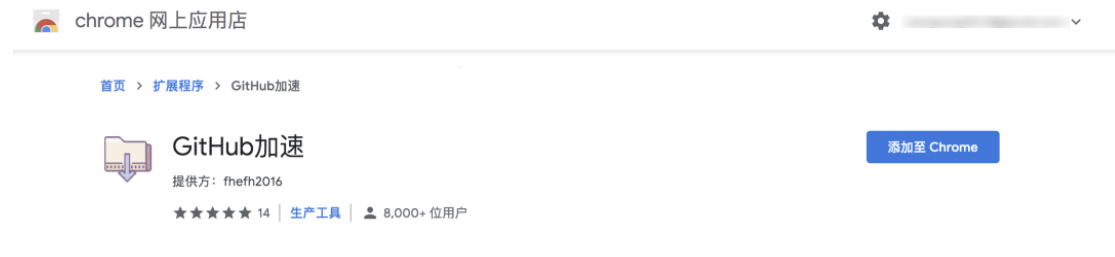 chrome 网上应用店
首页 > 扩展程序 > GitHub加速
GitHub加速
添加至 Chrome
提供方：fhefh2016
★★★★★ 14 | 生产工具 | 8,000+ 位用户